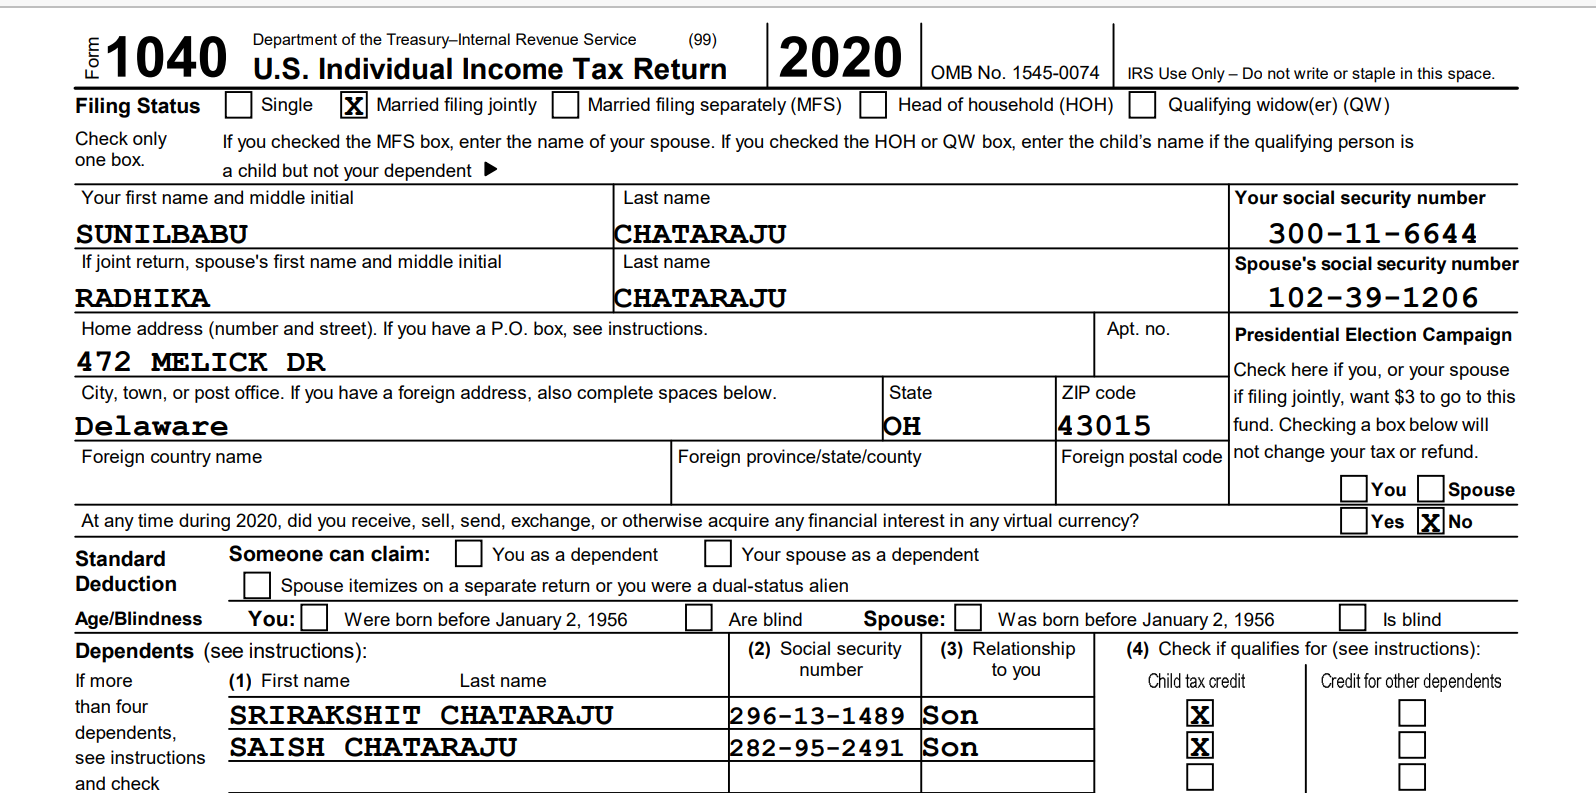 Form 1040 Department of the Treasury–Internal Revenue Service (99) U.S. Individual Income Tax Return 2020 OMB No. 1545-0074 IRS Use Only – Do not write or staple in this space.
Filing Status Single X Married filing jointly Married filing separately (MFS) Head of household (HOH) Qualifying widow(er) (QW)
Check only one box.
If you checked the MFS box, enter the name of your spouse. If you checked the HOH or QW box, enter the child's name if the qualifying person is
a child but not your dependent ▶
Your first name and middle initial Last name Your social security number
SUNILBABU CHATARAJU 300-11-6644
If joint return, spouse's first name and middle initial Last name Spouse's social security number
RADHIKA CHATARAJU 102-39-1206
Home address (number and street). If you have a P.O. box, see instructions. Apt. no.
472 MELICK DR
City, town, or post office. If you have a foreign address, also complete spaces below. State ZIP code
Delaware OH 43015
Foreign country name Foreign province/state/county Foreign postal code
Presidential Election Campaign
Check here if you, or your spouse
if filing jointly, want $3 to go to this
fund. Checking a box below will
not change your tax or refund.
You Spouse
At any time during 2020, did you receive, sell, send, exchange, or otherwise acquire any financial interest in any virtual currency? Yes X No
Standard Deduction
Someone can claim: You as a dependent Your spouse as a dependent
Spouse itemizes on a separate return or you were a dual-status alien
Age/Blindness You: Were born before January 2, 1956 Are blind Spouse: Was born before January 2, 1956 Is blind
Dependents (see instructions): (2) Social security number (3) Relationship to you (4) Check if qualifies for (see instructions):
(1) First name Last name Child tax credit Credit for other dependents
If more
than four
dependents,
see instructions
and check
SRIRAKSHIT CHATARAJU 296-13-1489 Son X
SAISH CHATARAJU 282-95-2491 Son X